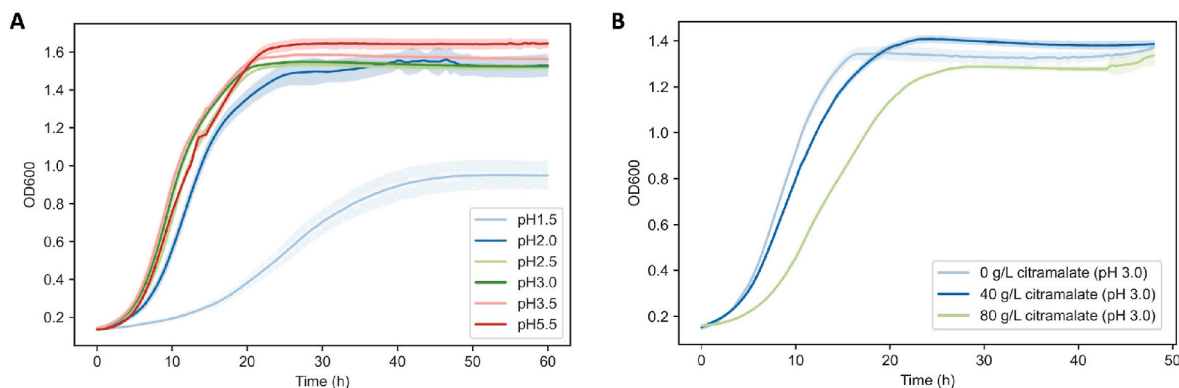 A
OD600
1.6
1.4
1.2
1.0
0.8
0.6
0.4
0.2
0
10
20
30
40
50
60
Time (h)
pH1.5
pH2.0
pH2.5
pH3.0
pH3.5
pH5.5
B
OD600
1.4
1.2
1.0
0.8
0.6
0.4
0.2
0
10
20
30
40
50
Time (h)
0 g/L citramalate (pH 3.0)
40 g/L citramalate (pH 3.0)
80 g/L citramalate (pH 3.0)